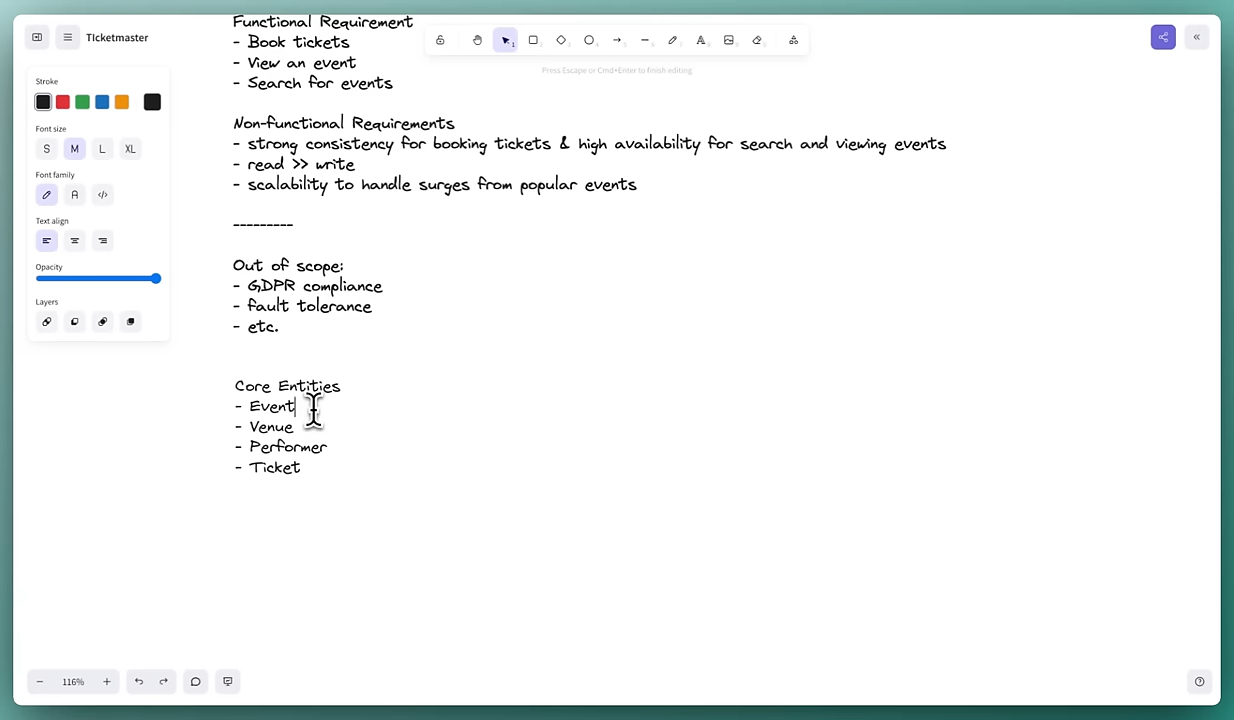 TIcketmaster
Press Escape or Cmd+Enter to finish editing
Stroke
Font size
S M L XL
Font family
A </>
Text align
Opacity
Layers
Functional Requirement
- Book tickets
- View an event
- Search for events
Non-functional Requirements
- strong consistency for booking tickets & high availability for search and viewing events
- read >> write
- scalability to handle surges from popular events
---------
Out of scope:
- GDPR compliance
- fault tolerance
- etc.
Core Entities
- Event
- Venue
- Performer
- Ticket
116%